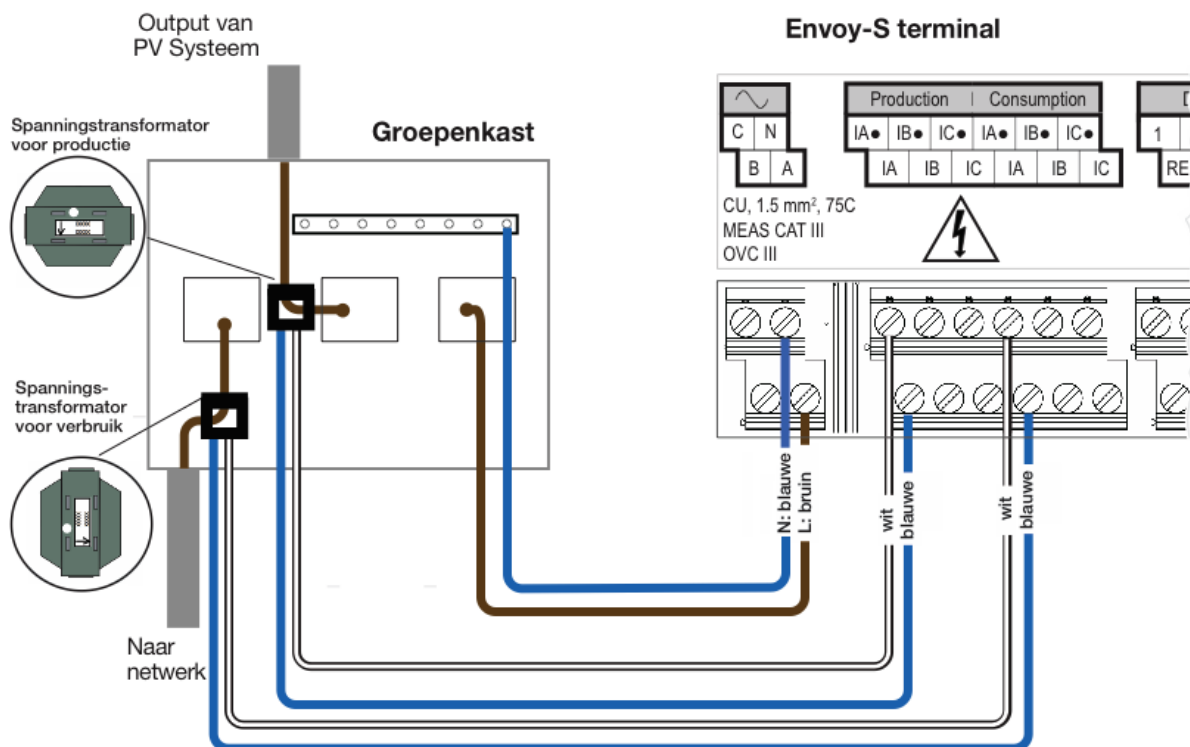 Output van
PV Systeem
Envoy-S terminal
Spanningstransformator
voor productie
Groepenkast
Production | Consumption
C N
B A
IA● IB● IC● IA● IB● IC●
IA IB IC IA IB IC
1
RE
CU, 1.5 mm², 75C
MEAS CAT III
OVC III
Spannings-
transformator
voor verbruik
N: blauwe
L: bruin
wit
blauwe
wit
blauwe
Naar
netwerk